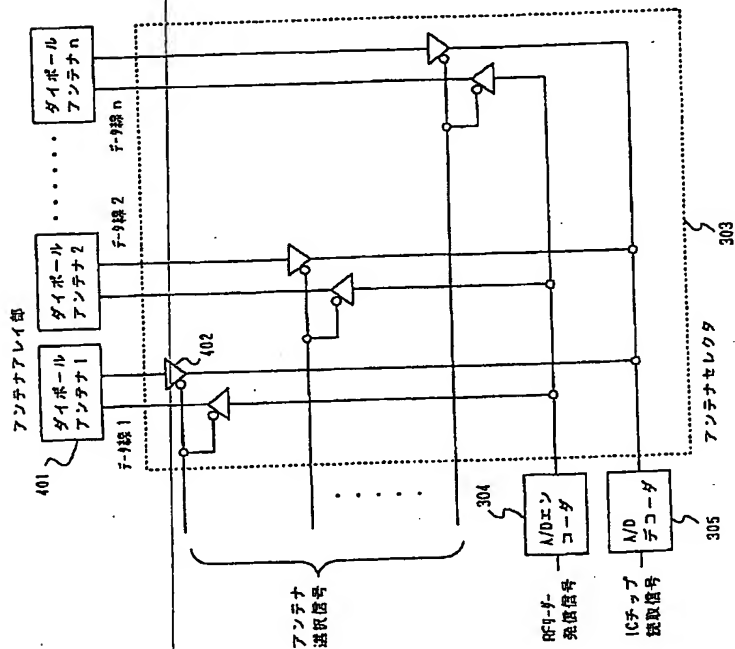 アンテナアレイ部
401
ダイポール
アンテナ1
ダイポール
アンテナ2
・・・・・・
ダイポール
アンテナn
データ線1
データ線2
データ線n
402
アンテナ
選択信号
・・・・・
RFリーダー
発信信号
A/Dエン
コーダ
304
ICチップ
読取信号
A/D
デコーダ
305
アンテナセレクタ
303